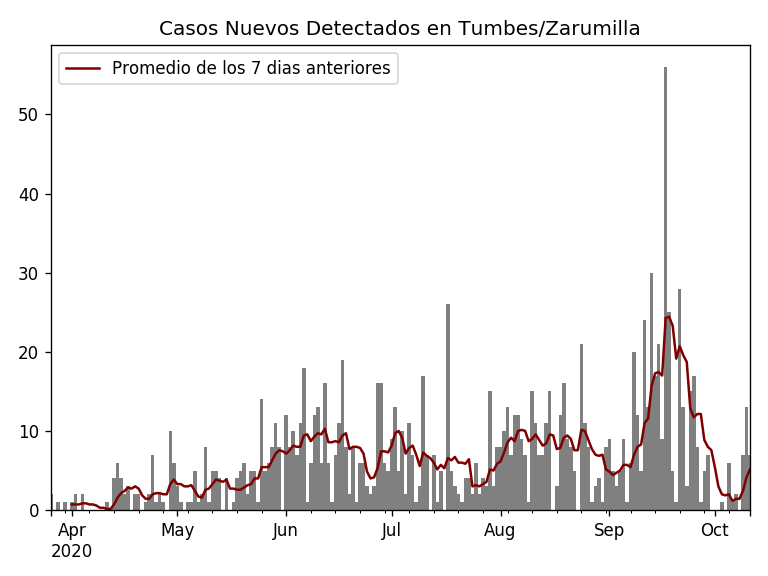 Casos Nuevos Detectados en Tumbes/Zarumilla
Promedio de los 7 dias anteriores
50
40
30
20
10
0
Apr May Jun Jul Aug Sep Oct
2020